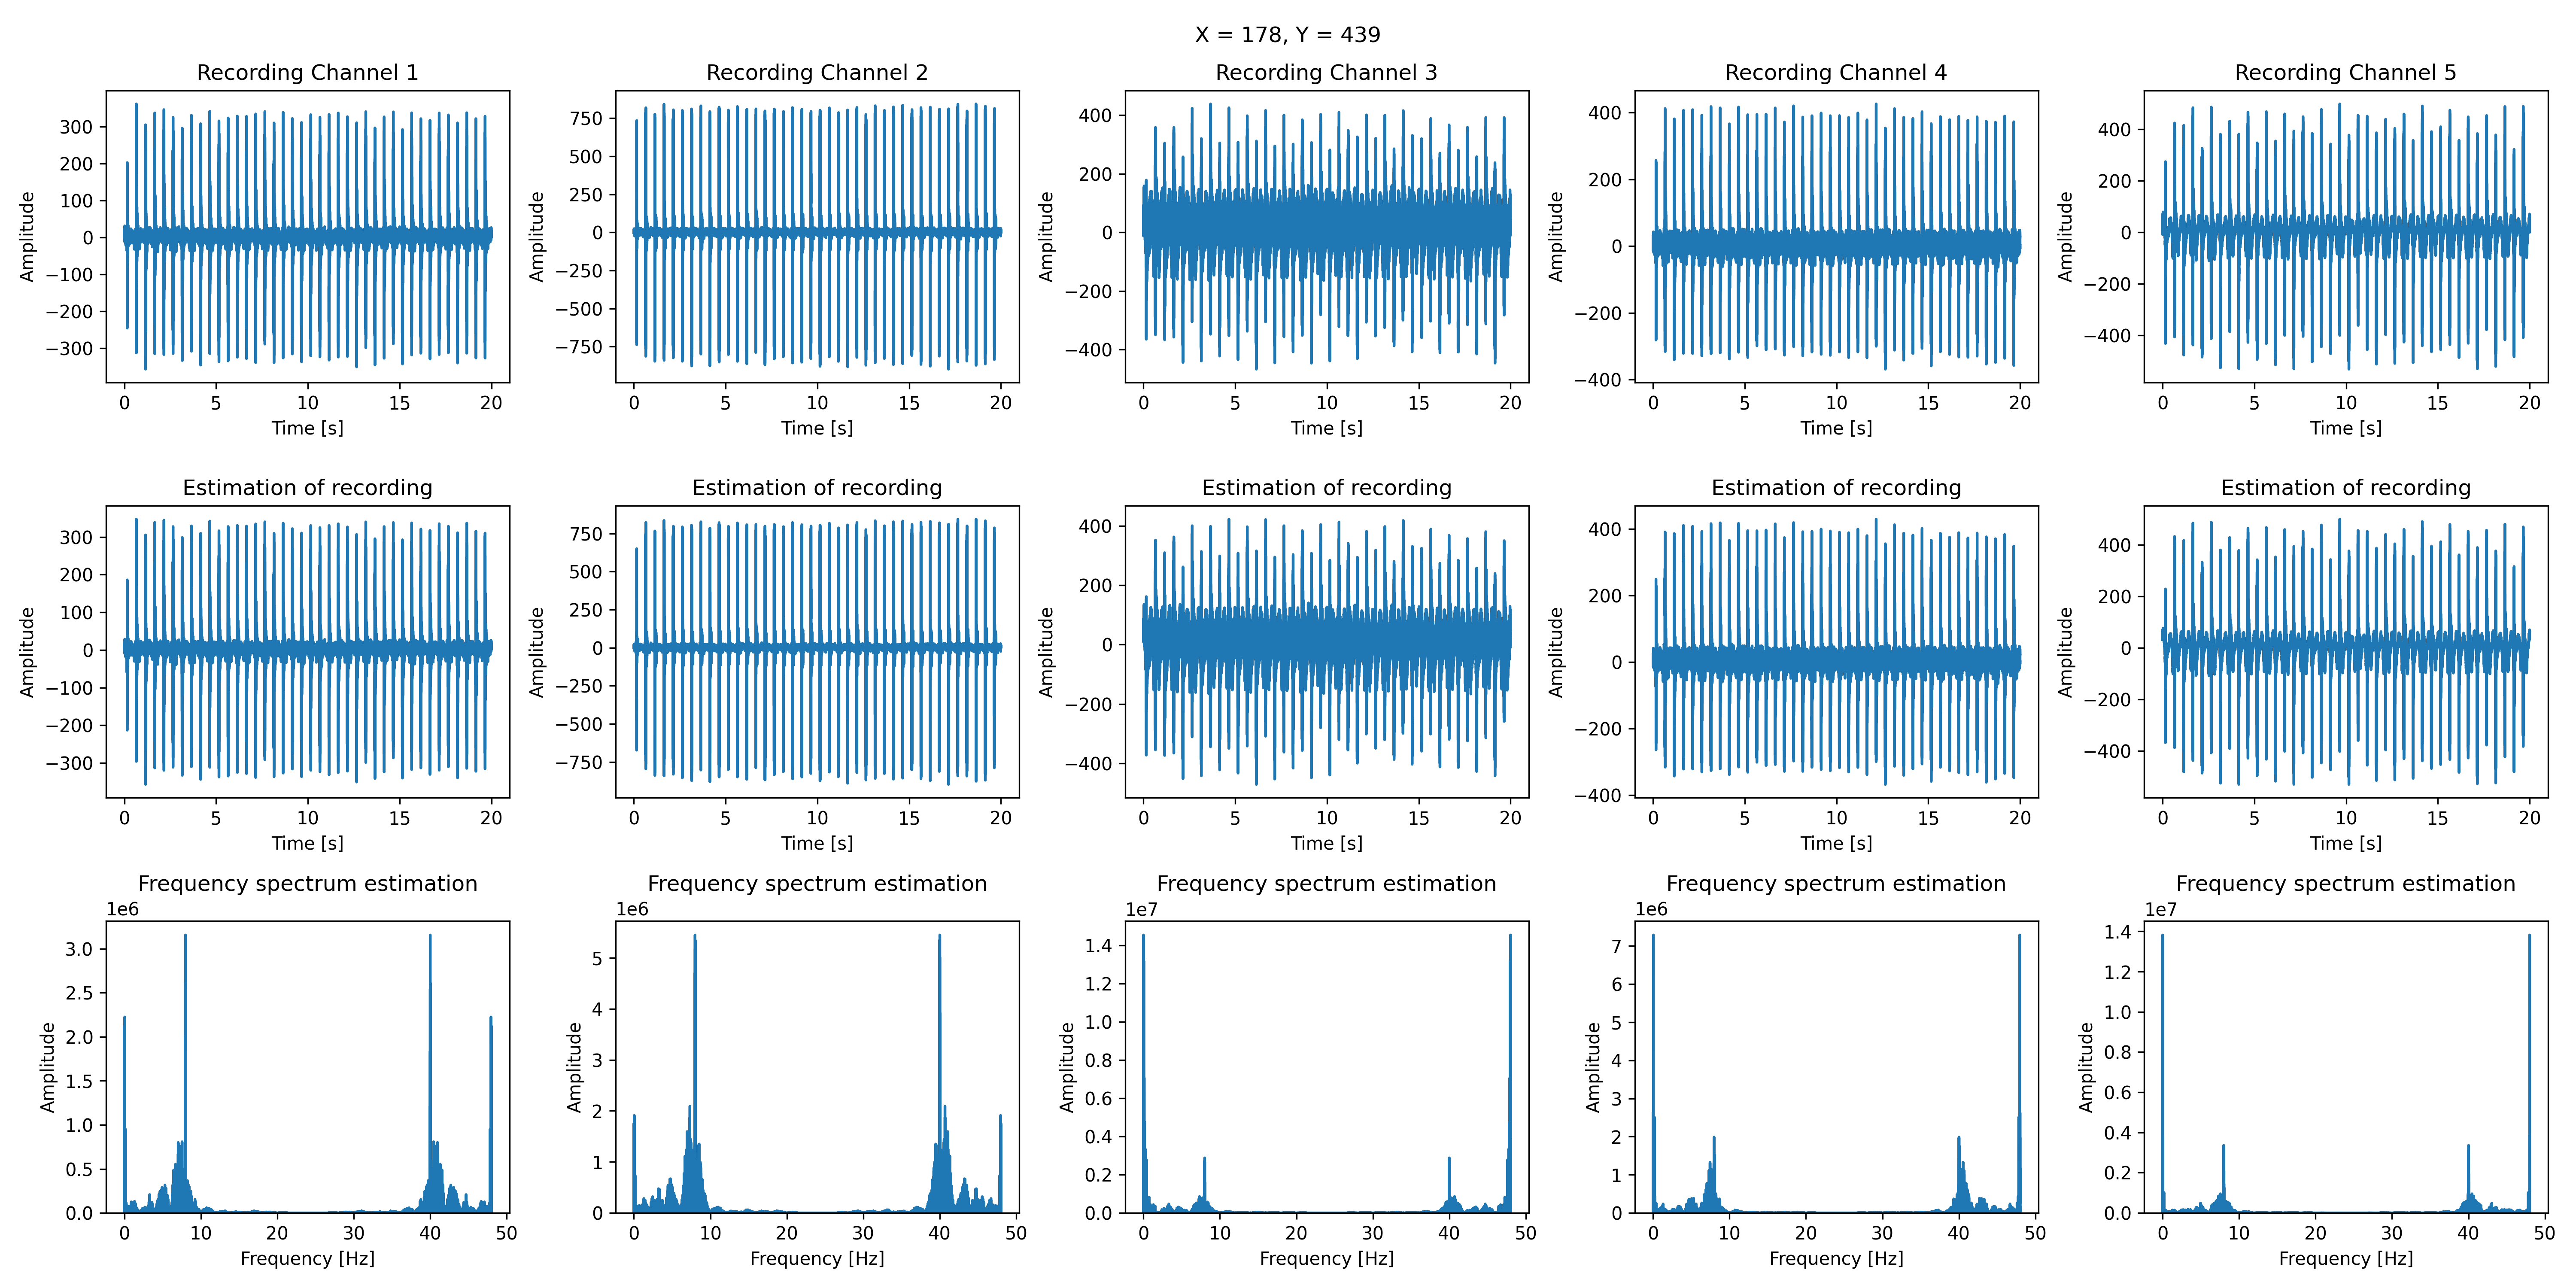 X = 178, Y = 439
Recording Channel 1
300
200
100
0
−100
−200
−300
Amplitude
0 5 10 15 20
Time [s]
Recording Channel 2
750
500
250
0
−250
−500
−750
Amplitude
0 5 10 15 20
Time [s]
Recording Channel 3
400
200
0
−200
−400
Amplitude
0 5 10 15 20
Time [s]
Recording Channel 4
400
200
0
−200
−400
Amplitude
0 5 10 15 20
Time [s]
Recording Channel 5
400
200
0
−200
−400
Amplitude
0 5 10 15 20
Time [s]
Estimation of recording
300
200
100
0
−100
−200
−300
Amplitude
0 5 10 15 20
Time [s]
Estimation of recording
750
500
250
0
−250
−500
−750
Amplitude
0 5 10 15 20
Time [s]
Estimation of recording
400
200
0
−200
−400
Amplitude
0 5 10 15 20
Time [s]
Estimation of recording
400
200
0
−200
−400
Amplitude
0 5 10 15 20
Time [s]
Estimation of recording
400
200
0
−200
−400
Amplitude
0 5 10 15 20
Time [s]
Frequency spectrum estimation
1e6
3.0
2.5
2.0
1.5
1.0
0.5
0.0
Amplitude
0 10 20 30 40 50
Frequency [Hz]
Frequency spectrum estimation
1e6
5
4
3
2
1
0
Amplitude
0 10 20 30 40 50
Frequency [Hz]
Frequency spectrum estimation
1e7
1.4
1.2
1.0
0.8
0.6
0.4
0.2
0.0
Amplitude
0 10 20 30 40 50
Frequency [Hz]
Frequency spectrum estimation
1e6
7
6
5
4
3
2
1
0
Amplitude
0 10 20 30 40 50
Frequency [Hz]
Frequency spectrum estimation
1e7
1.4
1.2
1.0
0.8
0.6
0.4
0.2
0.0
Amplitude
0 10 20 30 40 50
Frequency [Hz]